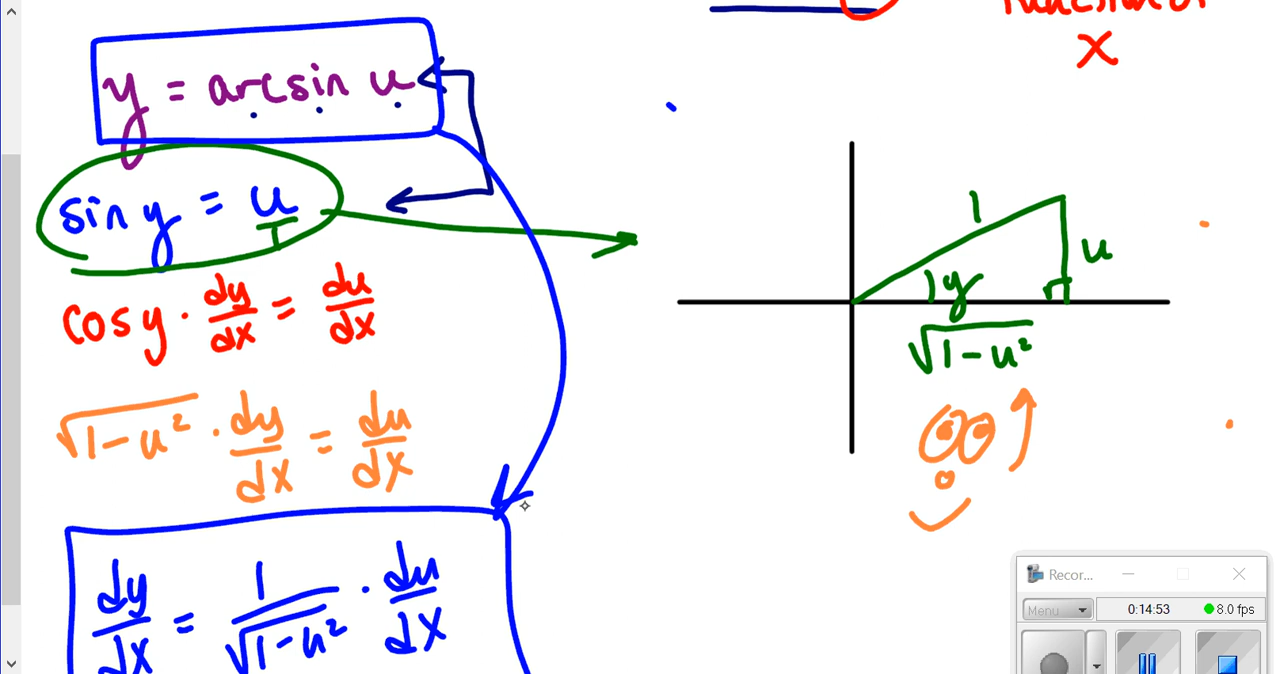 y = arcsin u
sin y = u/1
cos y · dy/dx = du/dx
√(1-u²) · dy/dx = du/dx
dy/dx = 1/√(1-u²) · du/dx
x
1
u
y
√(1-u²)
Recor...
Menu
0:14:53
8.0 fps